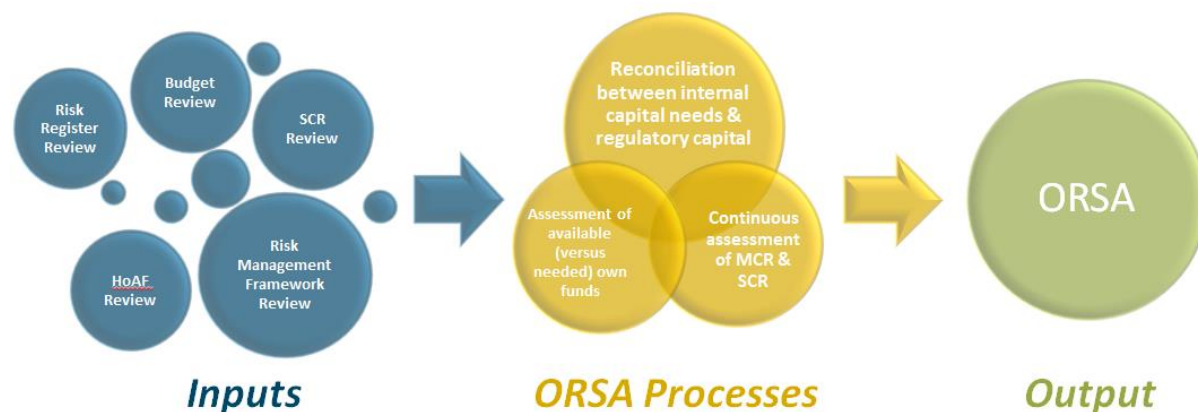 Risk
Register
Review
Budget
Review
SCR
Review
HoAF
Review
Risk
Management
Framework
Review
Reconciliation
between internal
capital needs &
regulatory capital
Assessment of
available
(versus
needed) own
funds
Continuous
assessment
of MCR &
SCR
ORSA
Inputs
ORSA Processes
Output